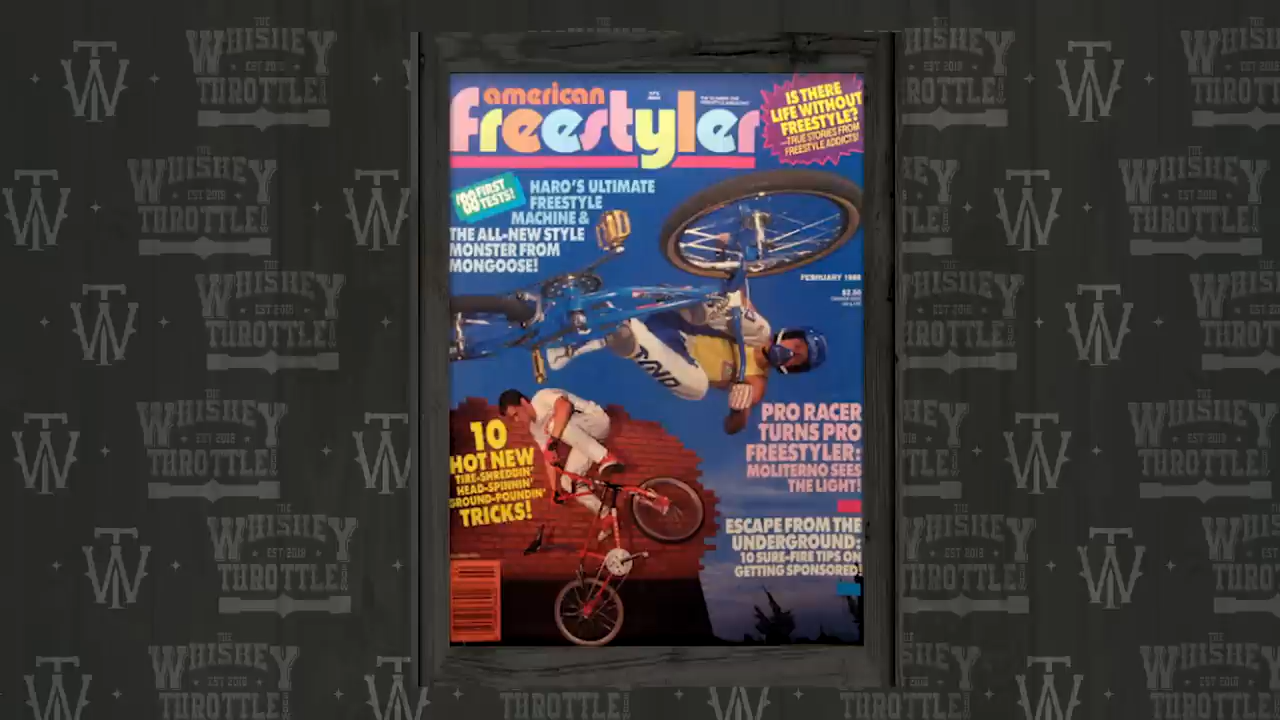 american
freestyler
IS THERE
LIFE WITHOUT
FREESTYLE?
—TRUE STORIES FROM
FREESTYLE ADDICTS!
'88 FIRST
TESTS!
HARO'S ULTIMATE
FREESTYLE
MACHINE &
THE ALL-NEW STYLE
MONSTER FROM
MONGOOSE!
FEBRUARY 1988
$2.50
TNP
10
HOT NEW
TIRE-SHREDDIN'
HEAD-SPINNIN'
GROUND-POUNDIN'
TRICKS!
PRO RACER
TURNS PRO
FREESTYLER:
MOLITERNO SEES
THE LIGHT!
ESCAPE FROM THE
UNDERGROUND:
10 SURE-FIRE TIPS ON
GETTING SPONSORED!
THE
WHISKEY
EST 2018
THROTTLE